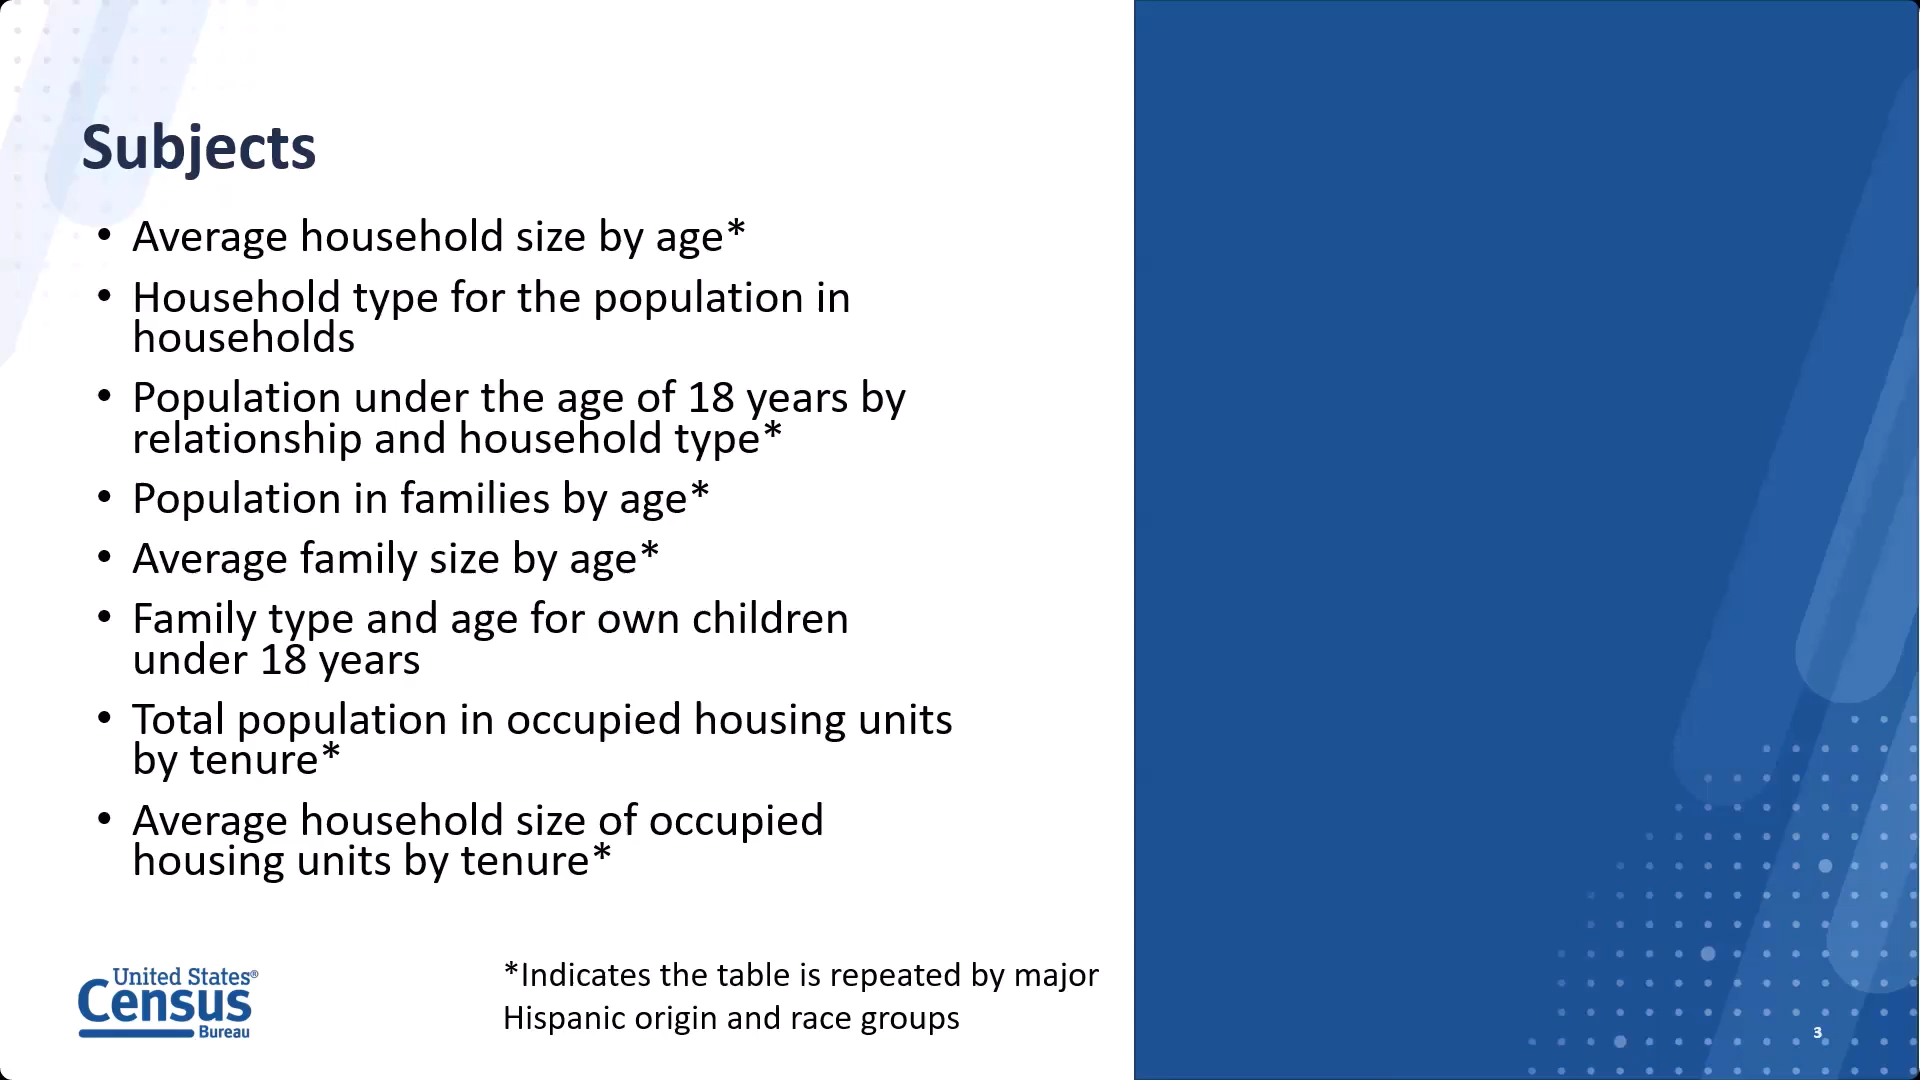 Subjects
• Average household size by age*
• Household type for the population in
households
• Population under the age of 18 years by
relationship and household type*
• Population in families by age*
• Average family size by age*
• Family type and age for own children
under 18 years
• Total population in occupied housing units
by tenure*
• Average household size of occupied
housing units by tenure*
*Indicates the table is repeated by major
Hispanic origin and race groups
United States®
Census
Bureau
3